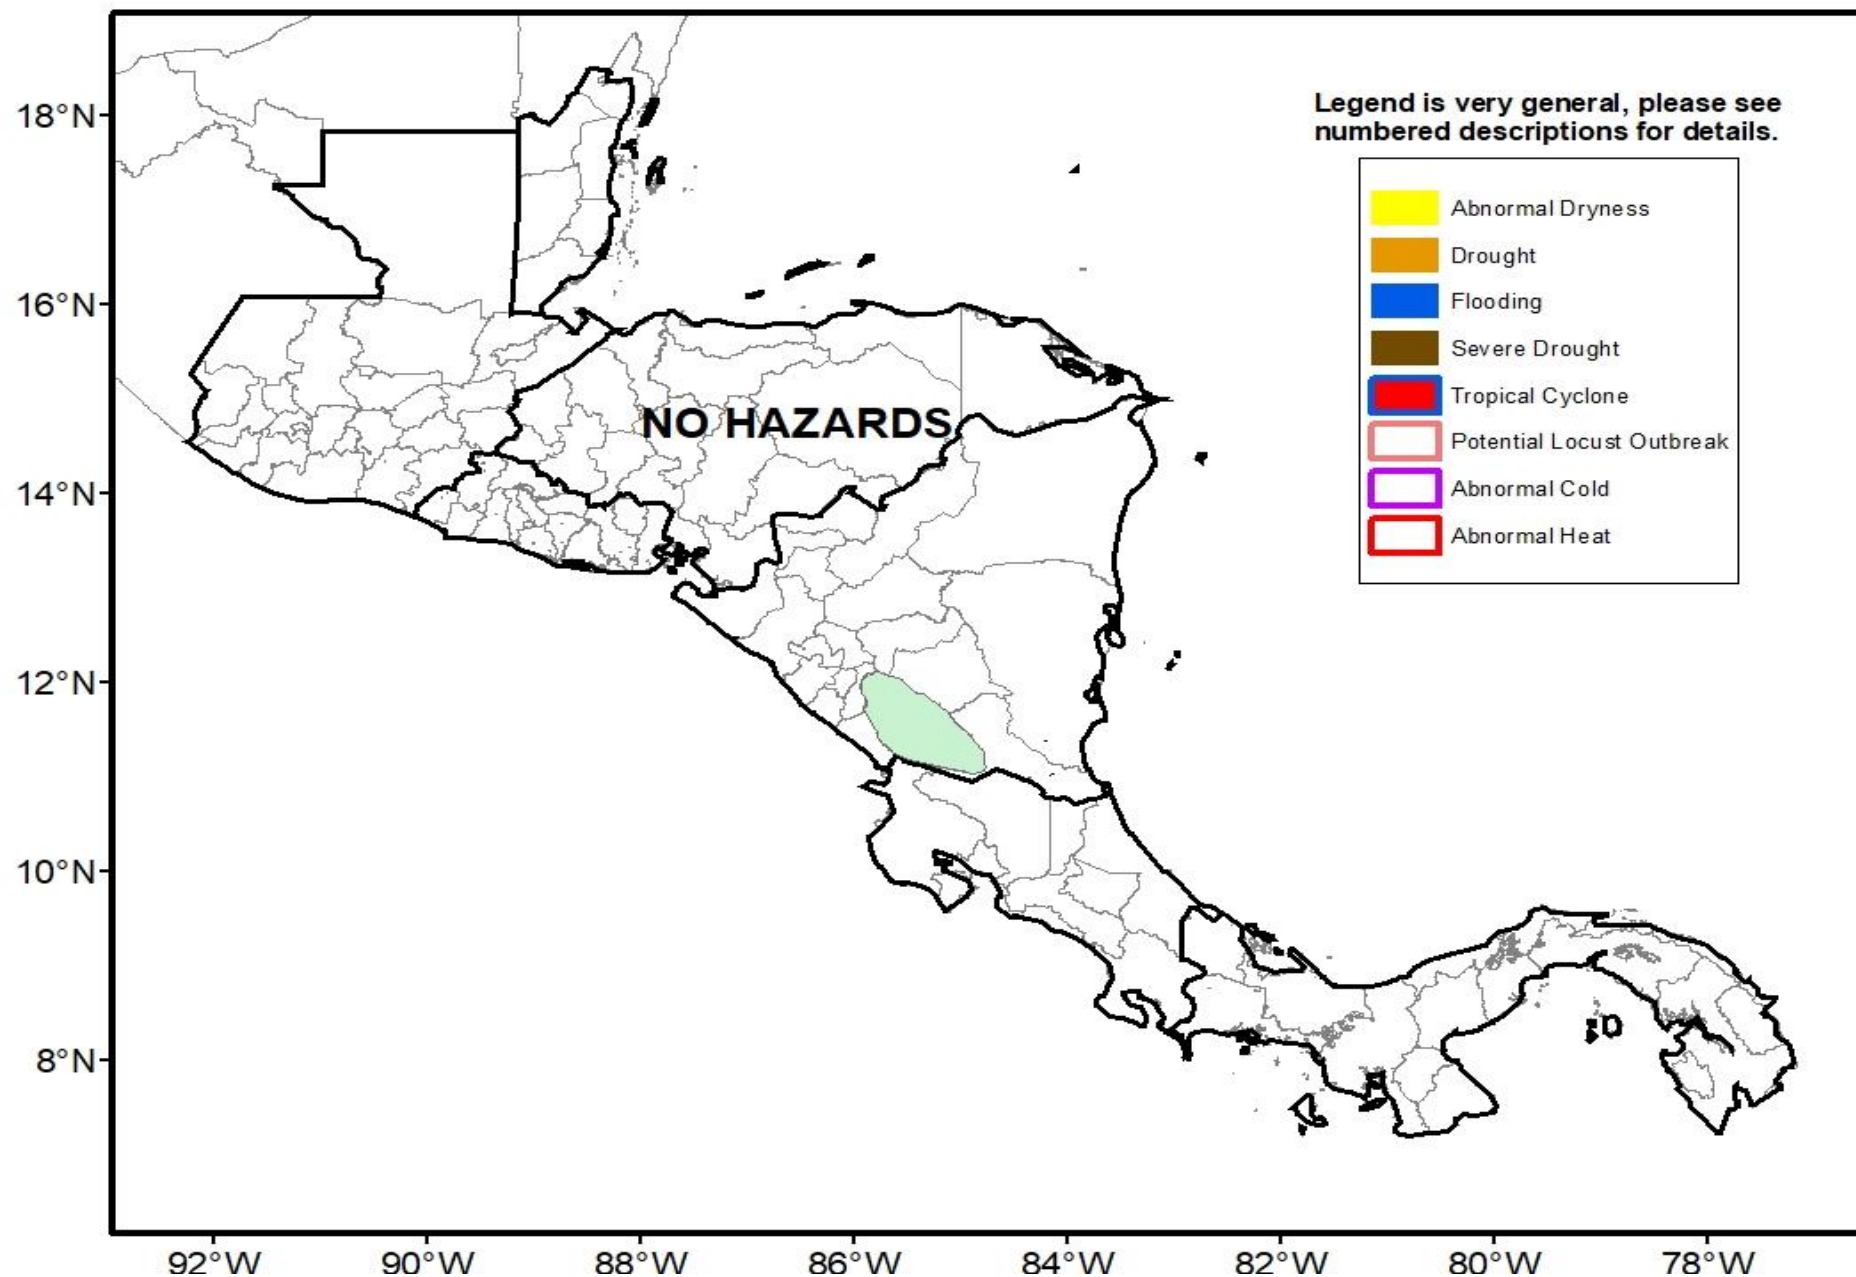 Legend is very general, please see
numbered descriptions for details.
18°N
Abnormal Dryness
Drought
16°N
Flooding
Severe Drought
Tropical Cyclone
NO HAZARDS
Potential Locust Outbreak
14°N
Abnormal Cold
Abnormal Heat
12°N
10°N
8°N
92°W 90°W 88°W 86°W 84°W 82°W 80°W 78°W